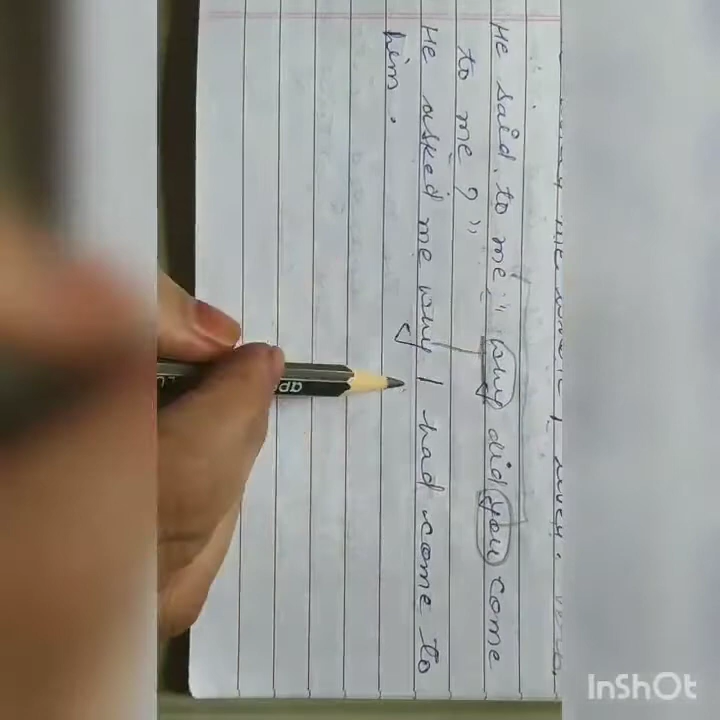 He said to me, " why did you come
to me ? "
He asked me why I had come to
him.
aps
InShOt